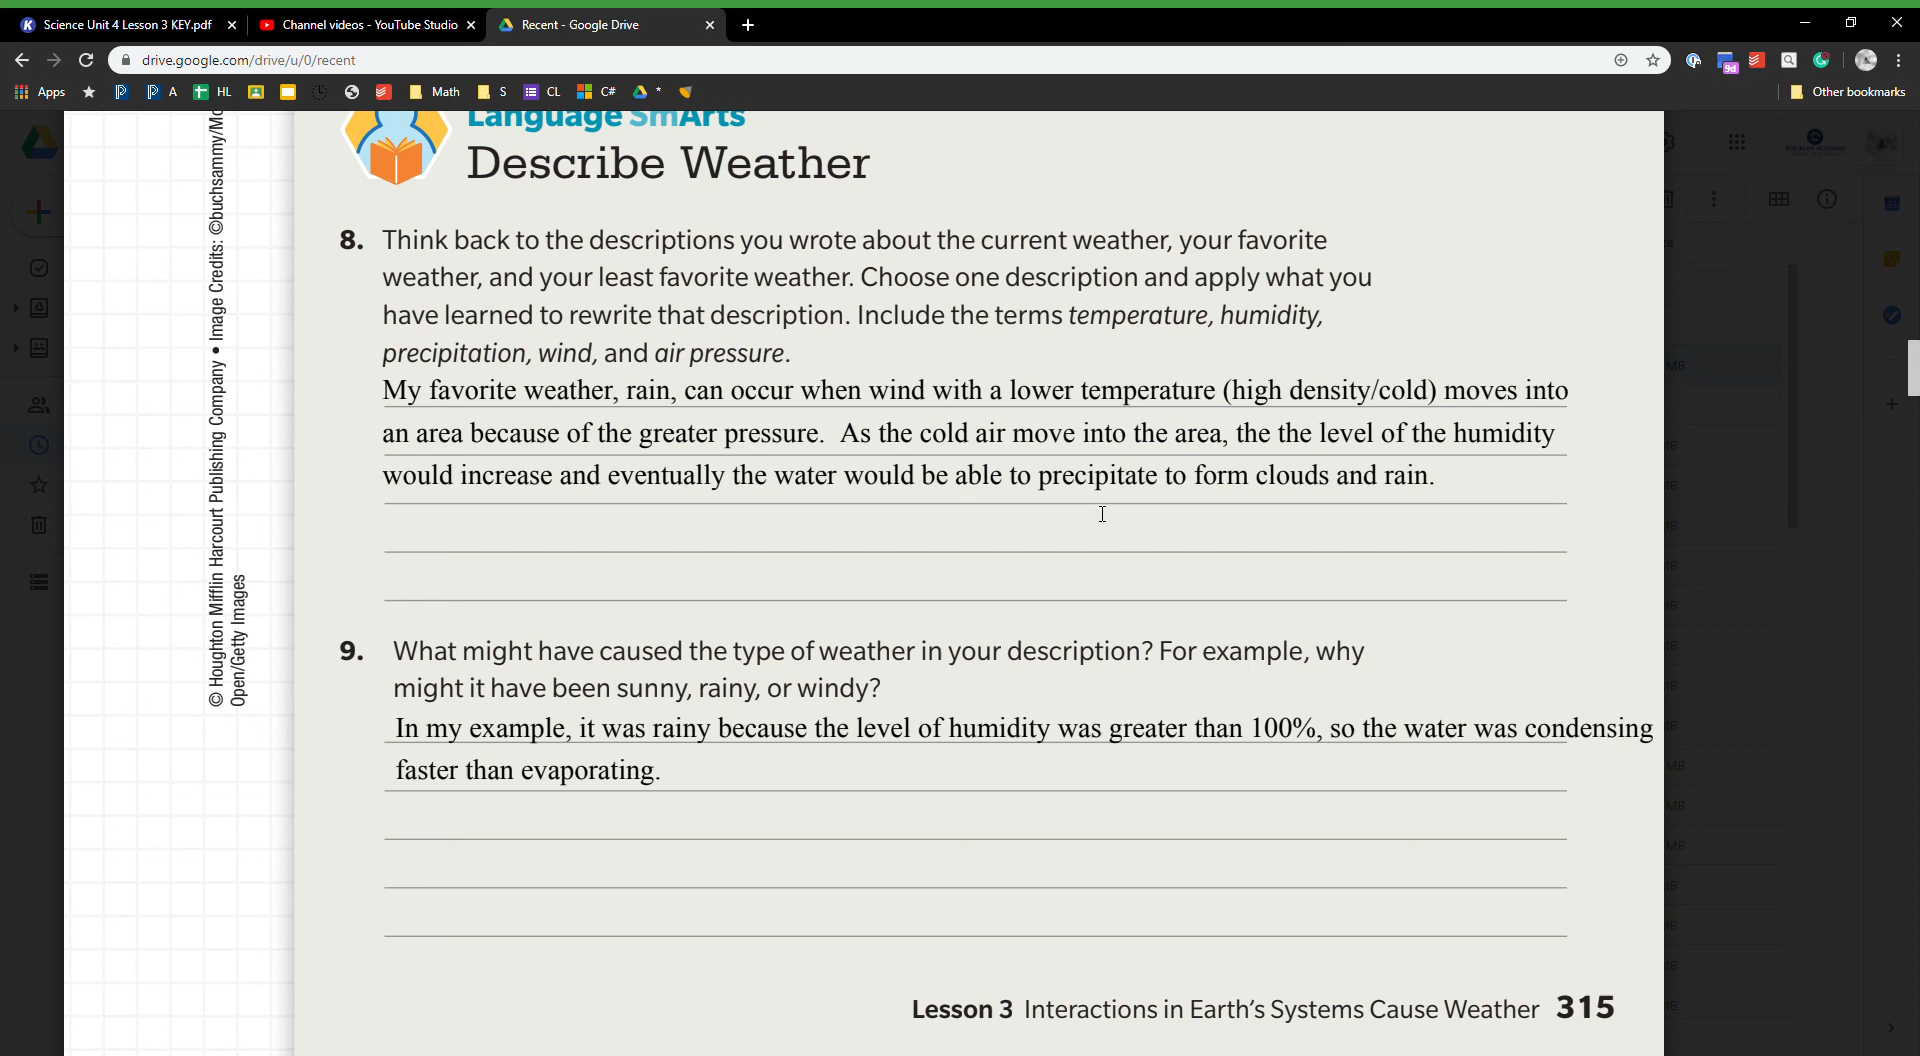 Science Unit 4 Lesson 3 KEY.pdf
Channel videos - YouTube Studio
Recent - Google Drive
drive.google.com/drive/u/0/recent
9d
Apps
A
HL
Math
S
CL
C#
*
Other bookmarks
© Houghton Mifflin Harcourt Publishing Company • Image Credits: ©buchsammy/Mo
Open/Getty Images
Language SmArts
Describe Weather
8. Think back to the descriptions you wrote about the current weather, your favorite
weather, and your least favorite weather. Choose one description and apply what you
have learned to rewrite that description. Include the terms temperature, humidity,
precipitation, wind, and air pressure.
My favorite weather, rain, can occur when wind with a lower temperature (high density/cold) moves into
an area because of the greater pressure.  As the cold air move into the area, the the level of the humidity
would increase and eventually the water would be able to precipitate to form clouds and rain.
9. What might have caused the type of weather in your description? For example, why
might it have been sunny, rainy, or windy?
In my example, it was rainy because the level of humidity was greater than 100%, so the water was condensing
faster than evaporating.
Lesson 3 Interactions in Earth's Systems Cause Weather 315